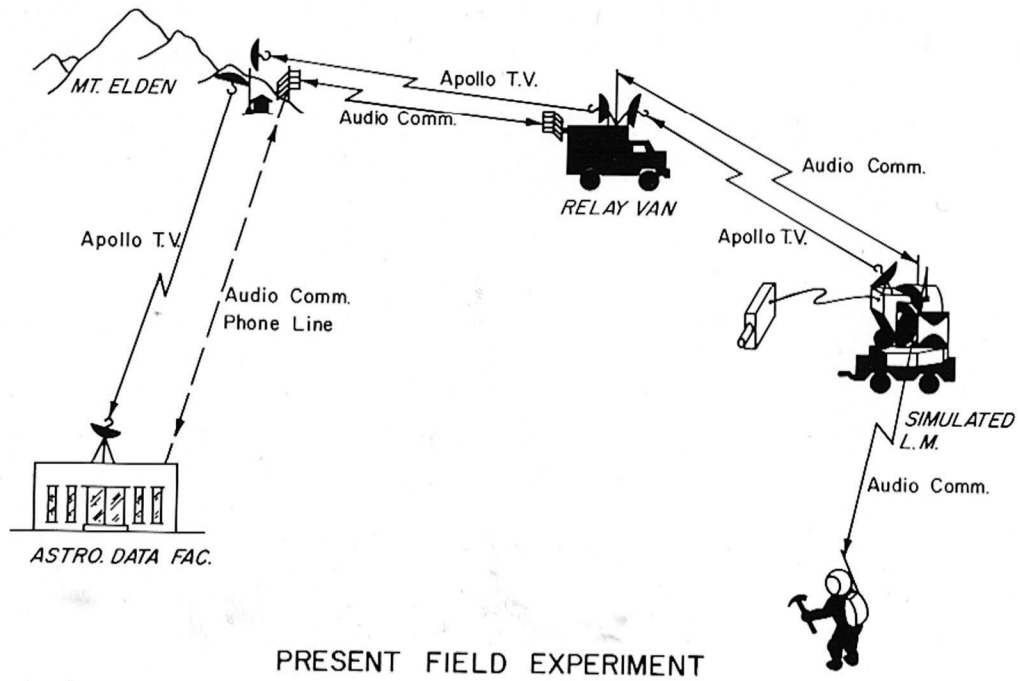 MT. ELDEN
Apollo T.V.
Audio Comm.
RELAY VAN
Audio Comm.
Apollo T.V.
Apollo T.V.
Audio Comm.
Phone Line
SIMULATED
L.M.
Audio Comm.
ASTRO. DATA FAC.
PRESENT FIELD EXPERIMENT